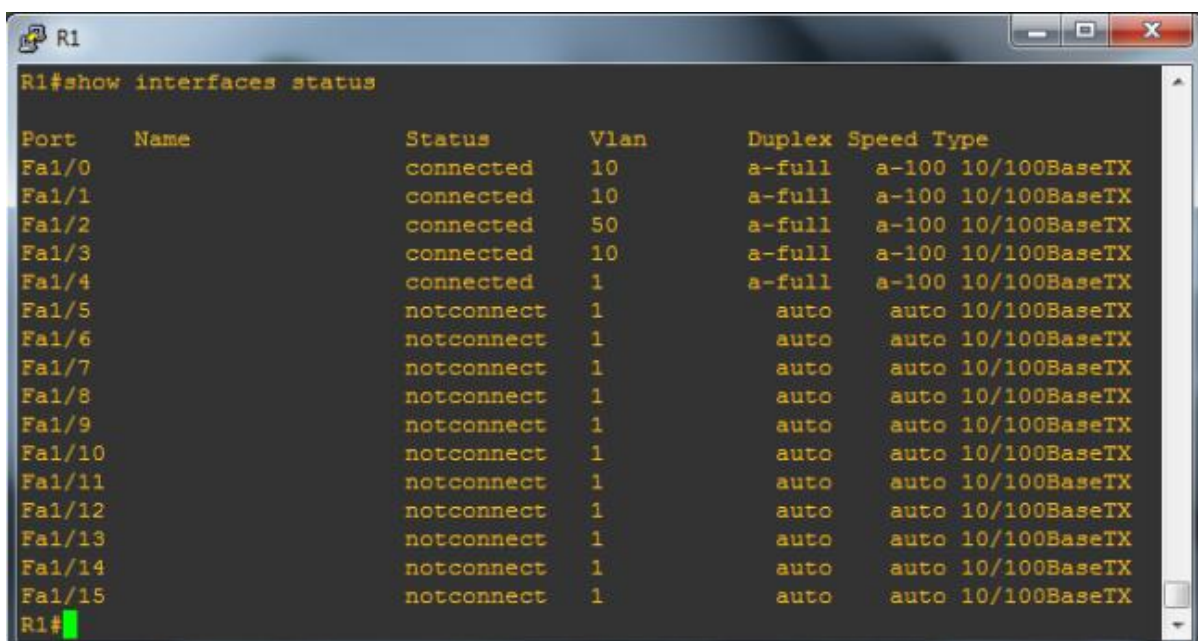 R1
R1#show interfaces status
Port Name Status Vlan Duplex Speed Type
Fa1/0 connected 10 a-full a-100 10/100BaseTX
Fa1/1 connected 10 a-full a-100 10/100BaseTX
Fa1/2 connected 50 a-full a-100 10/100BaseTX
Fa1/3 connected 10 a-full a-100 10/100BaseTX
Fa1/4 connected 1 a-full a-100 10/100BaseTX
Fa1/5 notconnect 1 auto auto 10/100BaseTX
Fa1/6 notconnect 1 auto auto 10/100BaseTX
Fa1/7 notconnect 1 auto auto 10/100BaseTX
Fa1/8 notconnect 1 auto auto 10/100BaseTX
Fa1/9 notconnect 1 auto auto 10/100BaseTX
Fa1/10 notconnect 1 auto auto 10/100BaseTX
Fa1/11 notconnect 1 auto auto 10/100BaseTX
Fa1/12 notconnect 1 auto auto 10/100BaseTX
Fa1/13 notconnect 1 auto auto 10/100BaseTX
Fa1/14 notconnect 1 auto auto 10/100BaseTX
Fa1/15 notconnect 1 auto auto 10/100BaseTX
R1#